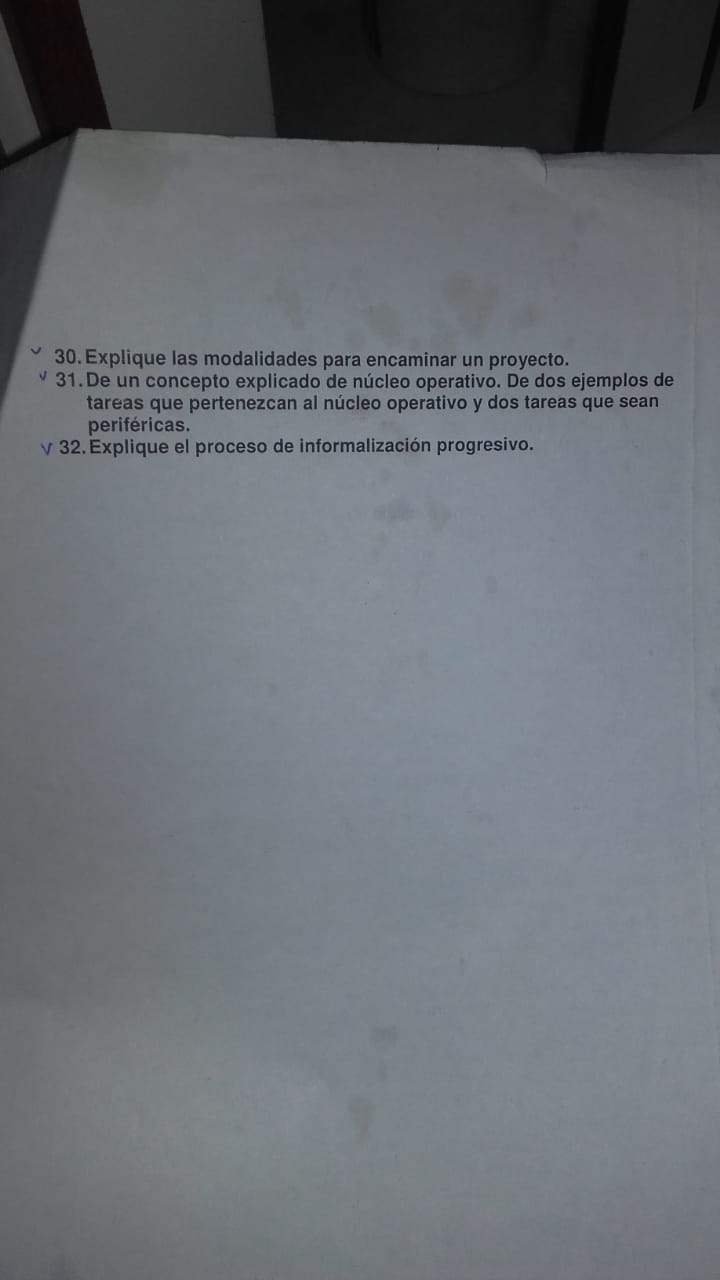 30. Explique las modalidades para encaminar un proyecto.
31. De un concepto explicado de núcleo operativo. De dos ejemplos de
tareas que pertenezcan al núcleo operativo y dos tareas que sean
periféricas.
32. Explique el proceso de informalización progresivo.